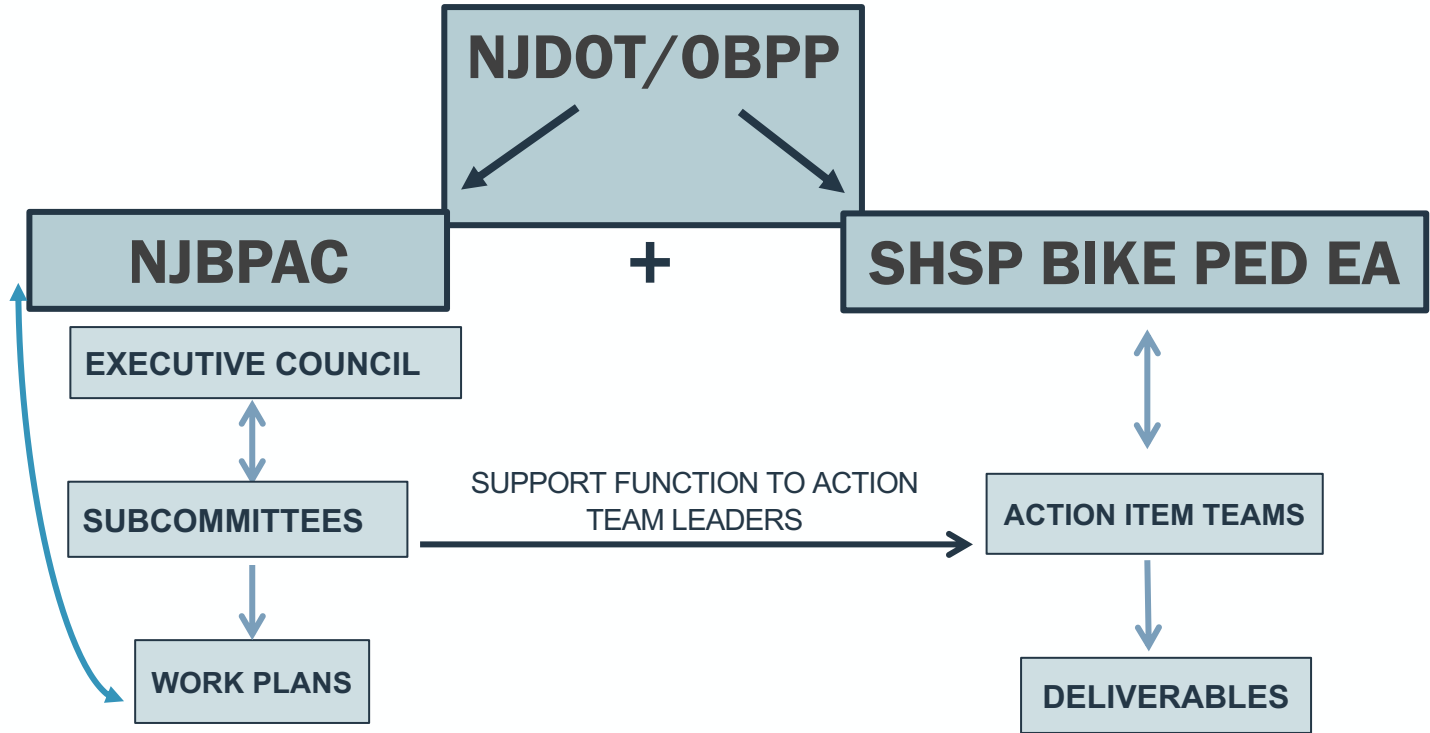 NJDOT/OBPP
NJBPAC
+
SHSP BIKE PED EA
EXECUTIVE COUNCIL
SUBCOMMITTEES
SUPPORT FUNCTION TO ACTION
TEAM LEADERS
ACTION ITEM TEAMS
WORK PLANS
DELIVERABLES